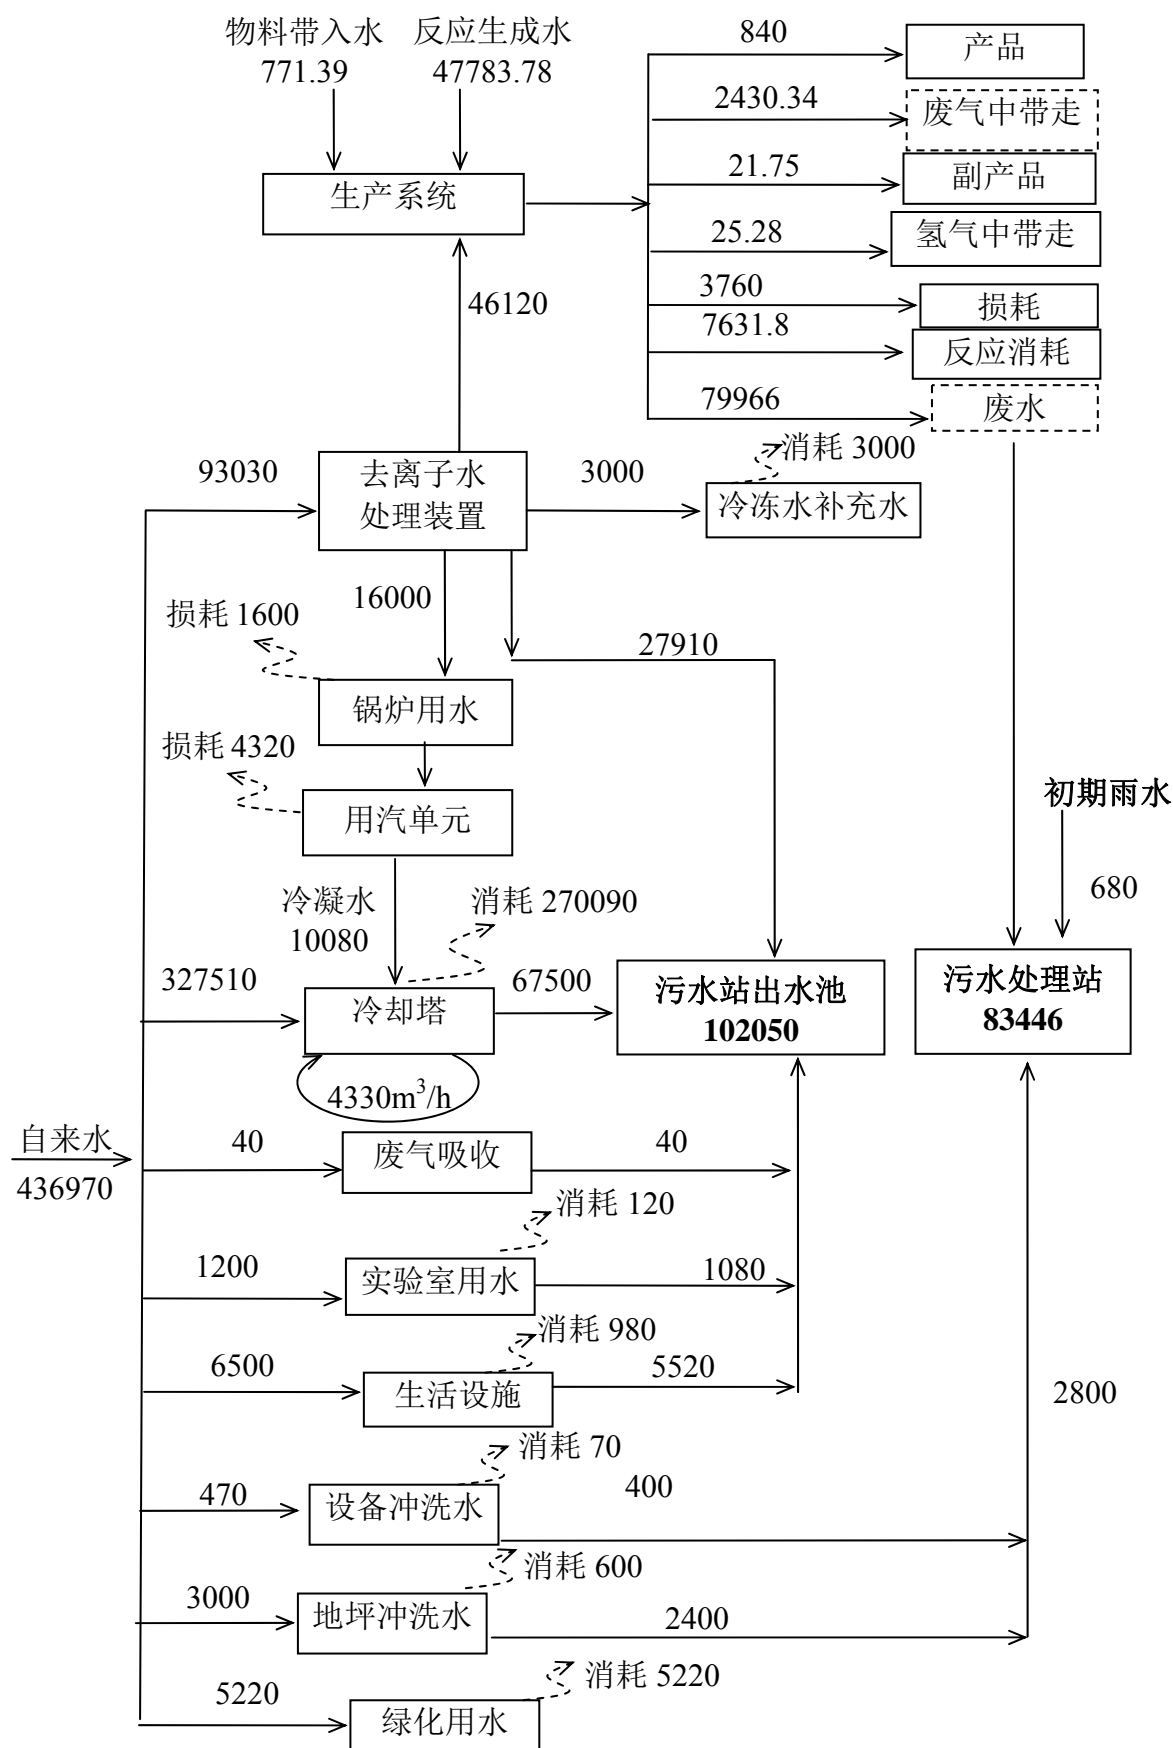 物料带入水
771.39
反应生成水
47783.78
840
产品
2430.34
废气中带走
21.75
副产品
生产系统
25.28
氢气中带走
46120
3760
损耗
7631.8
反应消耗
79966
废水
93030
去离子水
处理装置
3000
消耗 3000
冷冻水补充水
16000
损耗 1600
27910
锅炉用水
损耗 4320
用汽单元
初期雨水
680
冷凝水
10080
消耗 270090
327510
冷却塔
67500
污水站出水池
102050
污水处理站
83446
4330m³/h
自来水
436970
40
废气吸收
40
消耗 120
1200
实验室用水
1080
消耗 980
6500
生活设施
5520
2800
消耗 70
470
设备冲洗水
400
消耗 600
3000
地坪冲洗水
2400
消耗 5220
5220
绿化用水